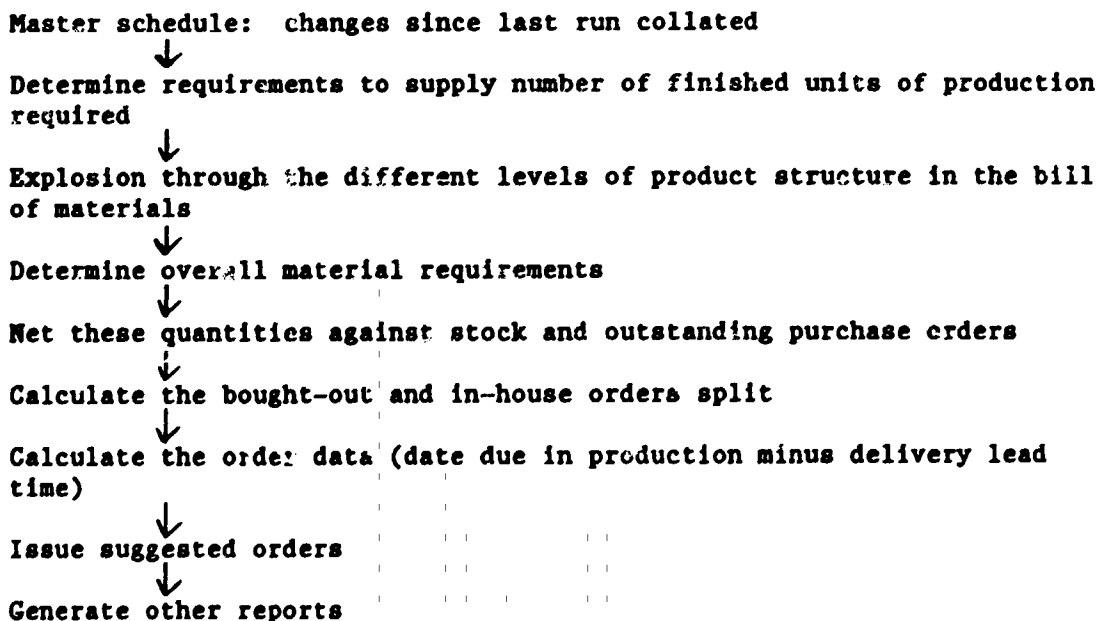 Master schedule: changes since last run collated
↓
Determine requirements to supply number of finished units of production
required
↓
Explosion through the different levels of product structure in the bill
of materials
↓
Determine overall material requirements
↓
Net these quantities against stock and outstanding purchase orders
↓
Calculate the bought-out and in-house orders split
↓
Calculate the order data (date due in production minus delivery lead
time)
↓
Issue suggested orders
↓
Generate other reports